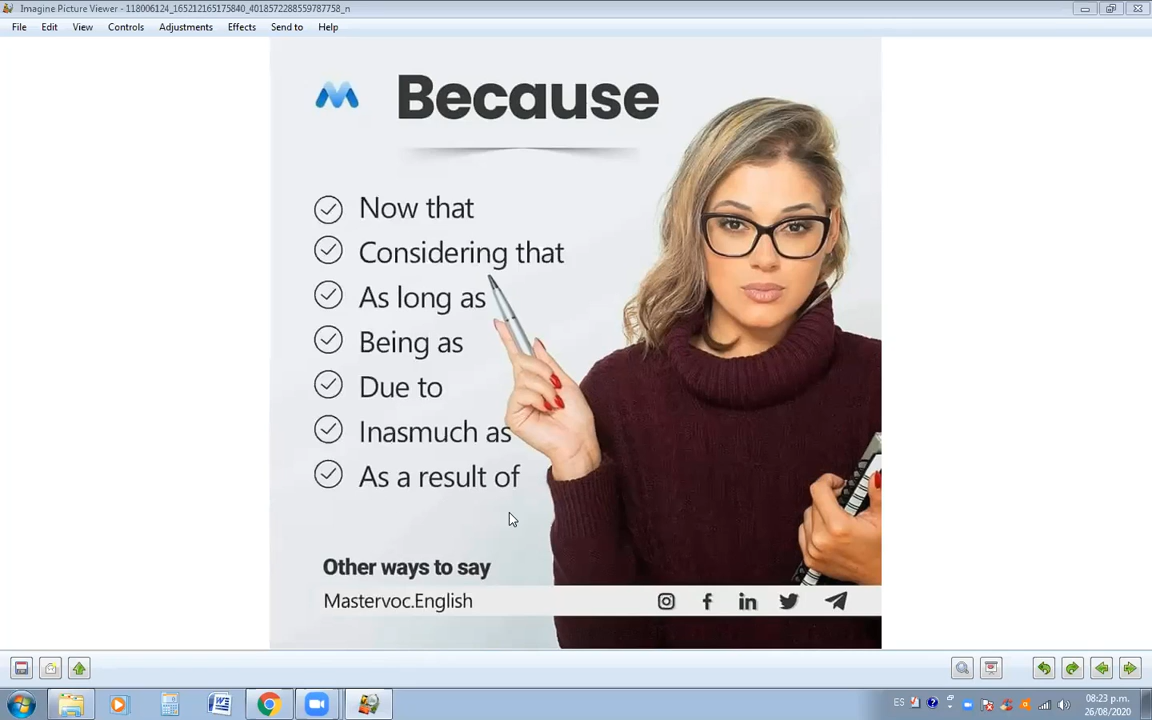 Imagine Picture Viewer - 118006124_165212165175840_4018572288559787758_n
File Edit View Controls Adjustments Effects Send to Help
Because
Now that
Considering that
As long as
Being as
Due to
Inasmuch as
As a result of
Other ways to say
Mastervoc.English
ES
08:23 p.m.
26/08/2020